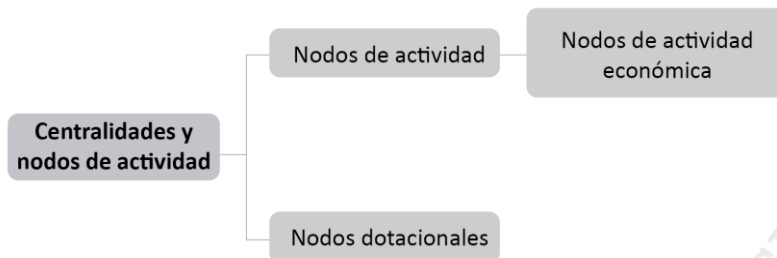 Centralidades y
nodos de actividad
Nodos de actividad
Nodos de actividad
económica
Nodos dotacionales